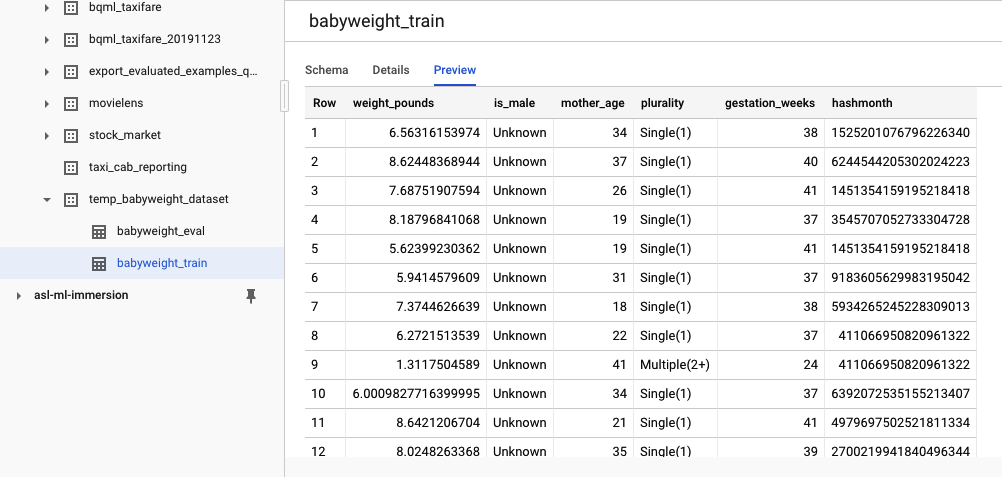 bqml_taxifare
bqml_taxifare_20191123
export_evaluated_examples_q...
movielens
stock_market
taxi_cab_reporting
temp_babyweight_dataset
babyweight_eval
babyweight_train
asl-ml-immersion
babyweight_train
Schema Details Preview
Row weight_pounds is_male mother_age plurality gestation_weeks hashmonth
1 6.56316153974 Unknown 34 Single(1) 38 1525201076796226340
2 8.62448368944 Unknown 37 Single(1) 40 6244544205302024223
3 7.68751907594 Unknown 26 Single(1) 41 1451354159195218418
4 8.18796841068 Unknown 19 Single(1) 37 3545707052733304728
5 5.62399230362 Unknown 19 Single(1) 41 1451354159195218418
6 5.9414579609 Unknown 31 Single(1) 37 9183605629983195042
7 7.3744626639 Unknown 18 Single(1) 38 5934265245228309013
8 6.2721513539 Unknown 22 Single(1) 37 411066950820961322
9 1.3117504589 Unknown 41 Multiple(2+) 24 411066950820961322
10 6.0009827716399995 Unknown 34 Single(1) 37 6392072535155213407
11 8.6421206704 Unknown 21 Single(1) 41 4979697502521811334
12 8.0248263368 Unknown 35 Single(1) 39 2700219941840496344